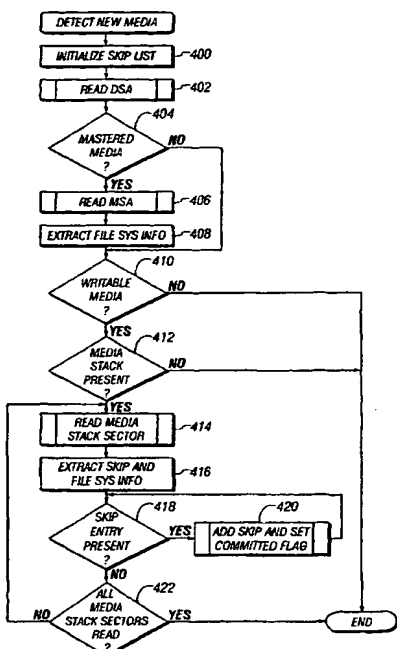 DETECT NEW MEDIA
INITIALIZE SKIP LIST
400
READ DSA
402
404
MASTERED
MEDIA
?
NO
YES
READ MSA
406
EXTRACT FILE SYS INFO
408
410
WRITABLE
MEDIA
?
NO
YES
412
MEDIA
STACK
PRESENT
?
NO
YES
READ MEDIA
STACK SECTOR
414
EXTRACT SKIP AND
FILE SYS INFO
416
418
SKIP
ENTRY
PRESENT
?
YES
420
ADD SKIP AND SET
COMMITTED FLAG
NO
422
ALL
MEDIA
STACK SECTORS
READ
?
NO
YES
END